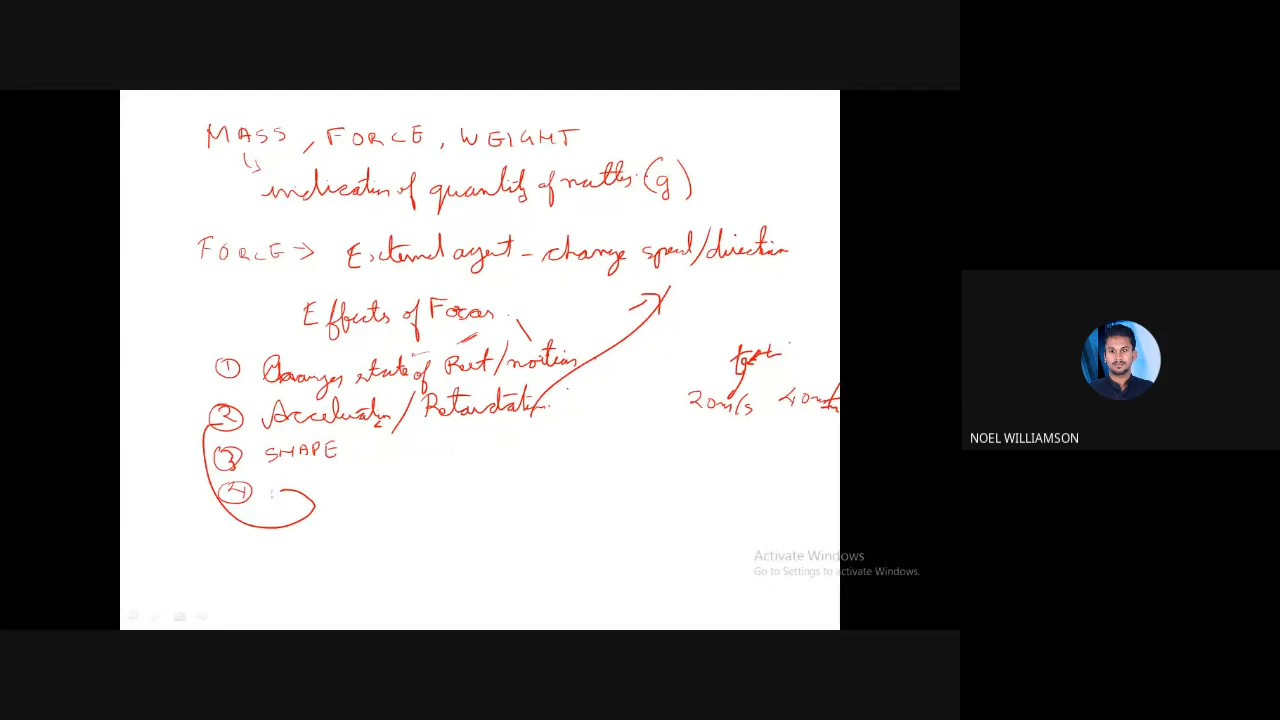 MASS, FORCE, WEIGHT
indication of quantity of matter. (g)
FORCE → External agent - change speed/direction
Effects of Force
① Changes state of Rest/motion
② Acceleration / Retardation
20m/s 40m/s
③ SHAPE
④
NOEL WILLIAMSON
Activate Windows
Go to Settings to activate Windows.